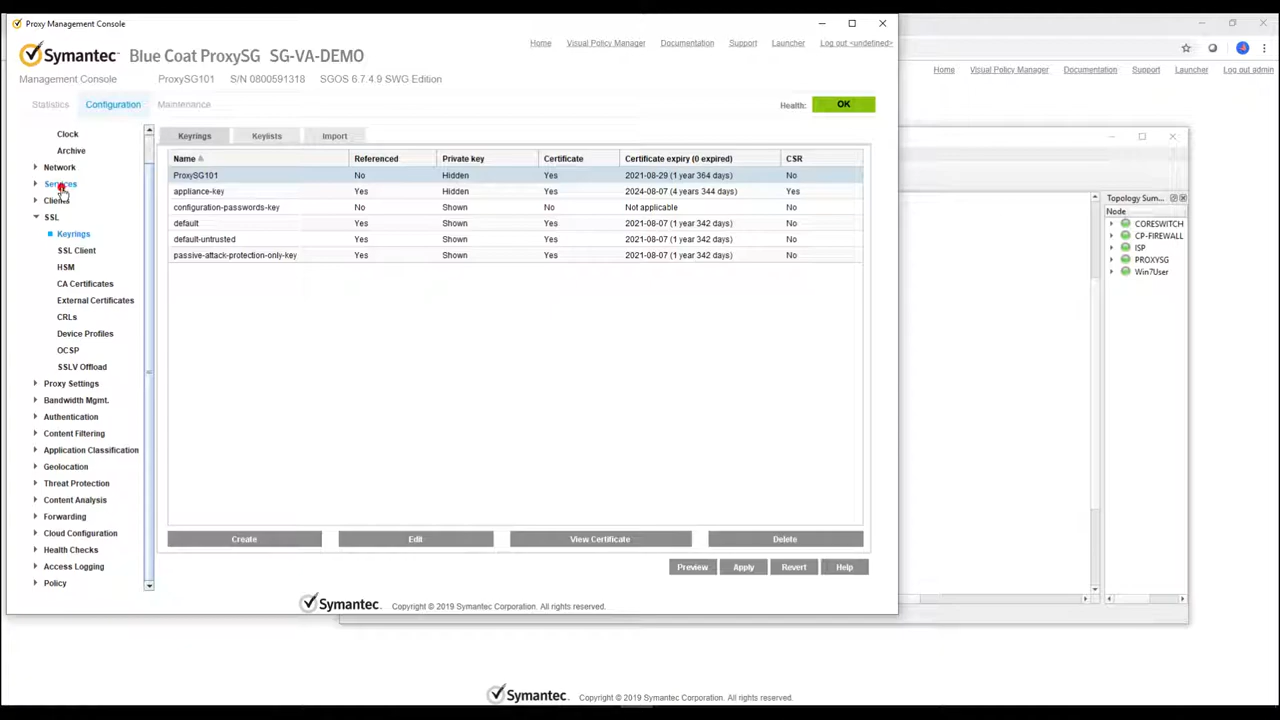 Proxy Management Console
Symantec™ Blue Coat ProxySG SG-VA-DEMO
Home Visual Policy Manager Documentation Support Launcher Log out <undefined>
Management Console ProxySG101 S/N 0800591318 SGOS 6.7.4.9 SWG Edition
Home Visual Policy Manager Documentation Support Launcher Log out admin
Statistics Configuration Maintenance
Health: OK
Clock
Archive
Network
Services
Clients
SSL
Keyrings
SSL Client
HSM
CA Certificates
External Certificates
CRLs
Device Profiles
OCSP
SSLV Offload
Proxy Settings
Bandwidth Mgmt.
Authentication
Content Filtering
Application Classification
Geolocation
Threat Protection
Content Analysis
Forwarding
Cloud Configuration
Health Checks
Access Logging
Policy
Keyrings Keylists Import
Name Referenced Private key Certificate Certificate expiry (0 expired) CSR
ProxySG101 No Hidden Yes 2021-08-29 (1 year 364 days) No
appliance-key Yes Hidden Yes 2024-08-07 (4 years 344 days) Yes
configuration-passwords-key No Shown No Not applicable No
default Yes Shown Yes 2021-08-07 (1 year 342 days) No
default-untrusted Yes Shown Yes 2021-08-07 (1 year 342 days) No
passive-attack-protection-only-key Yes Shown Yes 2021-08-07 (1 year 342 days) No
Create Edit View Certificate Delete
Preview Apply Revert Help
Symantec. Copyright © 2019 Symantec Corporation. All rights reserved.
Topology Sum...
Node
CORESWITCH
CP-FIREWALL
ISP
PROXYSG
Win7User
Symantec. Copyright © 2019 Symantec Corporation. All rights reserved.